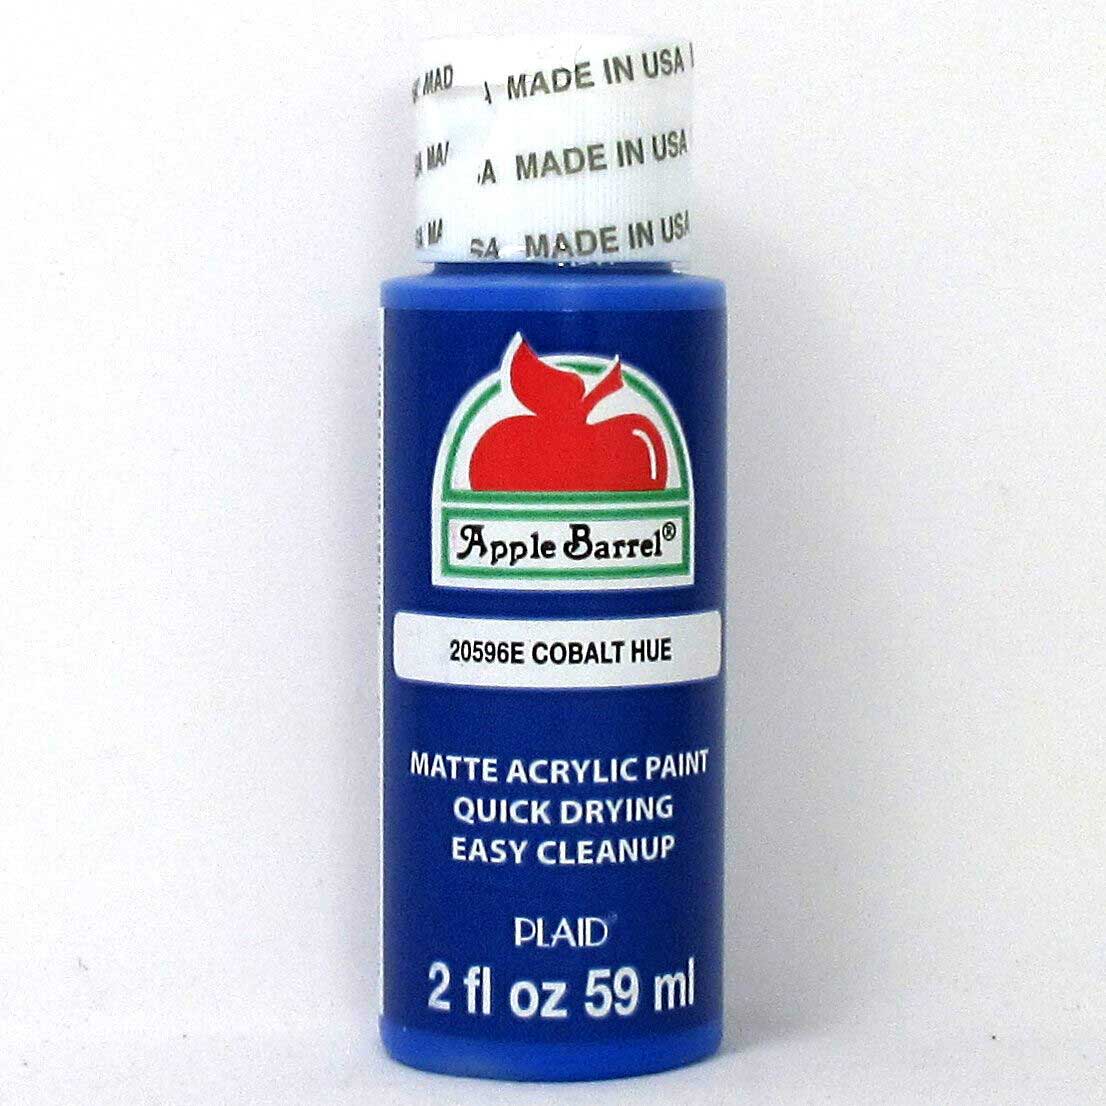 MAD MADE IN USA
MADE IN USA
MADE IN USA
Apple Barrel®
20596E COBALT HUE
MATTE ACRYLIC PAINT
QUICK DRYING
EASY CLEANUP
PLAID
2 fl oz 59 ml